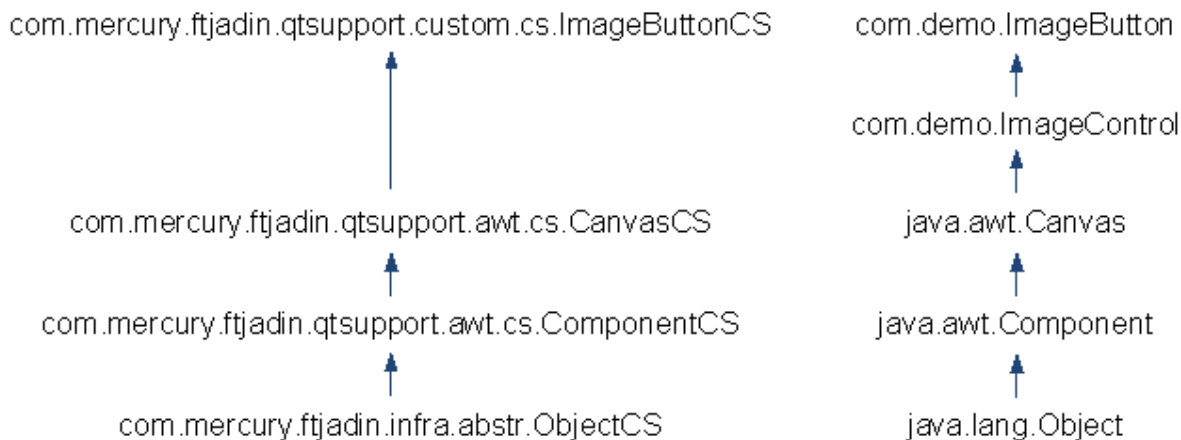 com.mercury.ftjadin.qtsupport.custom.cs.ImageButtonCS com.demo.ImageButton
com.demo.ImageControl
com.mercury.ftjadin.qtsupport.awt.cs.CanvasCS java.awt.Canvas
com.mercury.ftjadin.qtsupport.awt.cs.ComponentCS java.awt.Component
com.mercury.ftjadin.infra.abstr.ObjectCS java.lang.Object